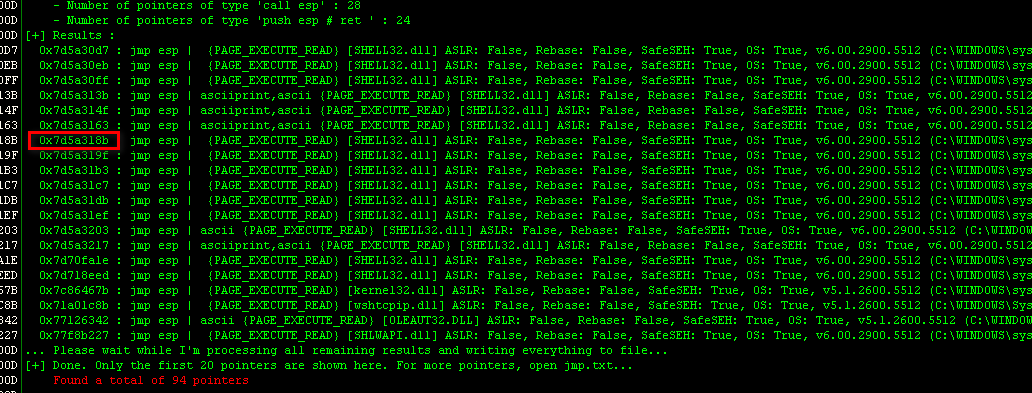 00D - Number of pointers of type 'call esp' : 28
00D - Number of pointers of type 'push esp # ret ' : 24
00D [+] Results :
0D7 0x7d5a30d7 : jmp esp | {PAGE_EXECUTE_READ} [SHELL32.dll] ASLR: False, Rebase: False, SafeSEH: True, OS: True, v6.00.2900.5512 (C:\WINDOWS\sys
0EB 0x7d5a30eb : jmp esp | {PAGE_EXECUTE_READ} [SHELL32.dll] ASLR: False, Rebase: False, SafeSEH: True, OS: True, v6.00.2900.5512 (C:\WINDOWS\sys
0FF 0x7d5a30ff : jmp esp | {PAGE_EXECUTE_READ} [SHELL32.dll] ASLR: False, Rebase: False, SafeSEH: True, OS: True, v6.00.2900.5512 (C:\WINDOWS\sys
13B 0x7d5a313b : jmp esp | asciiprint,ascii {PAGE_EXECUTE_READ} [SHELL32.dll] ASLR: False, Rebase: False, SafeSEH: True, OS: True, v6.00.2900.5512
14F 0x7d5a314f : jmp esp | asciiprint,ascii {PAGE_EXECUTE_READ} [SHELL32.dll] ASLR: False, Rebase: False, SafeSEH: True, OS: True, v6.00.2900.5512
163 0x7d5a3163 : jmp esp | asciiprint,ascii {PAGE_EXECUTE_READ} [SHELL32.dll] ASLR: False, Rebase: False, SafeSEH: True, OS: True, v6.00.2900.5512
18B 0x7d5a318b : jmp esp | {PAGE_EXECUTE_READ} [SHELL32.dll] ASLR: False, Rebase: False, SafeSEH: True, OS: True, v6.00.2900.5512 (C:\WINDOWS\sys
19F 0x7d5a319f : jmp esp | {PAGE_EXECUTE_READ} [SHELL32.dll] ASLR: False, Rebase: False, SafeSEH: True, OS: True, v6.00.2900.5512 (C:\WINDOWS\sys
1B3 0x7d5a31b3 : jmp esp | {PAGE_EXECUTE_READ} [SHELL32.dll] ASLR: False, Rebase: False, SafeSEH: True, OS: True, v6.00.2900.5512 (C:\WINDOWS\sys
1C7 0x7d5a31c7 : jmp esp | {PAGE_EXECUTE_READ} [SHELL32.dll] ASLR: False, Rebase: False, SafeSEH: True, OS: True, v6.00.2900.5512 (C:\WINDOWS\sys
1DB 0x7d5a31db : jmp esp | {PAGE_EXECUTE_READ} [SHELL32.dll] ASLR: False, Rebase: False, SafeSEH: True, OS: True, v6.00.2900.5512 (C:\WINDOWS\sys
1EF 0x7d5a31ef : jmp esp | {PAGE_EXECUTE_READ} [SHELL32.dll] ASLR: False, Rebase: False, SafeSEH: True, OS: True, v6.00.2900.5512 (C:\WINDOWS\sys
203 0x7d5a3203 : jmp esp | ascii {PAGE_EXECUTE_READ} [SHELL32.dll] ASLR: False, Rebase: False, SafeSEH: True, OS: True, v6.00.2900.5512 (C:\WINDOW
217 0x7d5a3217 : jmp esp | asciiprint,ascii {PAGE_EXECUTE_READ} [SHELL32.dll] ASLR: False, Rebase: False, SafeSEH: True, OS: True, v6.00.2900.5512
A1E 0x7d70fa1e : jmp esp | {PAGE_EXECUTE_READ} [SHELL32.dll] ASLR: False, Rebase: False, SafeSEH: True, OS: True, v6.00.2900.5512 (C:\WINDOWS\sys
EED 0x7d718eed : jmp esp | {PAGE_EXECUTE_READ} [SHELL32.dll] ASLR: False, Rebase: False, SafeSEH: True, OS: True, v6.00.2900.5512 (C:\WINDOWS\sys
67B 0x7c86467b : jmp esp | {PAGE_EXECUTE_READ} [kernel32.dll] ASLR: False, Rebase: False, SafeSEH: True, OS: True, v5.1.2600.5512 (C:\WINDOWS\sys
C8B 0x71a01c8b : jmp esp | {PAGE_EXECUTE_READ} [wshtcpip.dll] ASLR: False, Rebase: False, SafeSEH: True, OS: True, v5.1.2600.5512 (C:\WINDOWS\Sys
842 0x77126342 : jmp esp | ascii {PAGE_EXECUTE_READ} [OLEAUT32.DLL] ASLR: False, Rebase: False, SafeSEH: True, OS: True, v5.1.2600.5512 (C:\WINDO
227 0x77f8b227 : jmp esp | {PAGE_EXECUTE_READ} [SHLWAPI.dll] ASLR: False, Rebase: False, SafeSEH: True, OS: True, v6.00.2900.5512 (C:\WINDOWS\sys
00D ... Please wait while I'm processing all remaining results and writing everything to file...
00D [+] Done. Only the first 20 pointers are shown here. For more pointers, open jmp.txt...
00D Found a total of 94 pointers
00D